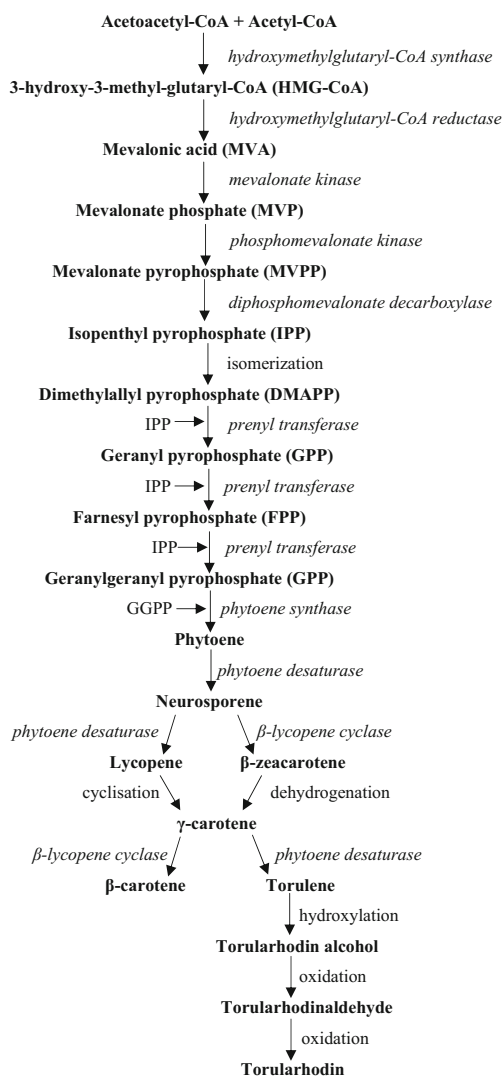 Acetoacetyl-CoA + Acetyl-CoA
hydroxymethylglutaryl-CoA synthase
3-hydroxy-3-methyl-glutaryl-CoA (HMG-CoA)
hydroxymethylglutaryl-CoA reductase
Mevalonic acid (MVA)
mevalonate kinase
Mevalonate phosphate (MVP)
phosphomevalonate kinase
Mevalonate pyrophosphate (MVPP)
diphosphomevalonate decarboxylase
Isopenthyl pyrophosphate (IPP)
isomerization
Dimethylallyl pyrophosphate (DMAPP)
IPP prenyl transferase
Geranyl pyrophosphate (GPP)
IPP prenyl transferase
Farnesyl pyrophosphate (FPP)
IPP prenyl transferase
Geranylgeranyl pyrophosphate (GPP)
GGPP phytoene synthase
Phytoene
phytoene desaturase
Neurosporene
phytoene desaturase β-lycopene cyclase
Lycopene β-zeacarotene
cyclisation dehydrogenation
γ-carotene
β-lycopene cyclase phytoene desaturase
β-carotene Torulene
hydroxylation
Torularhodin alcohol
oxidation
Torularhodinaldehyde
oxidation
Torularhodin